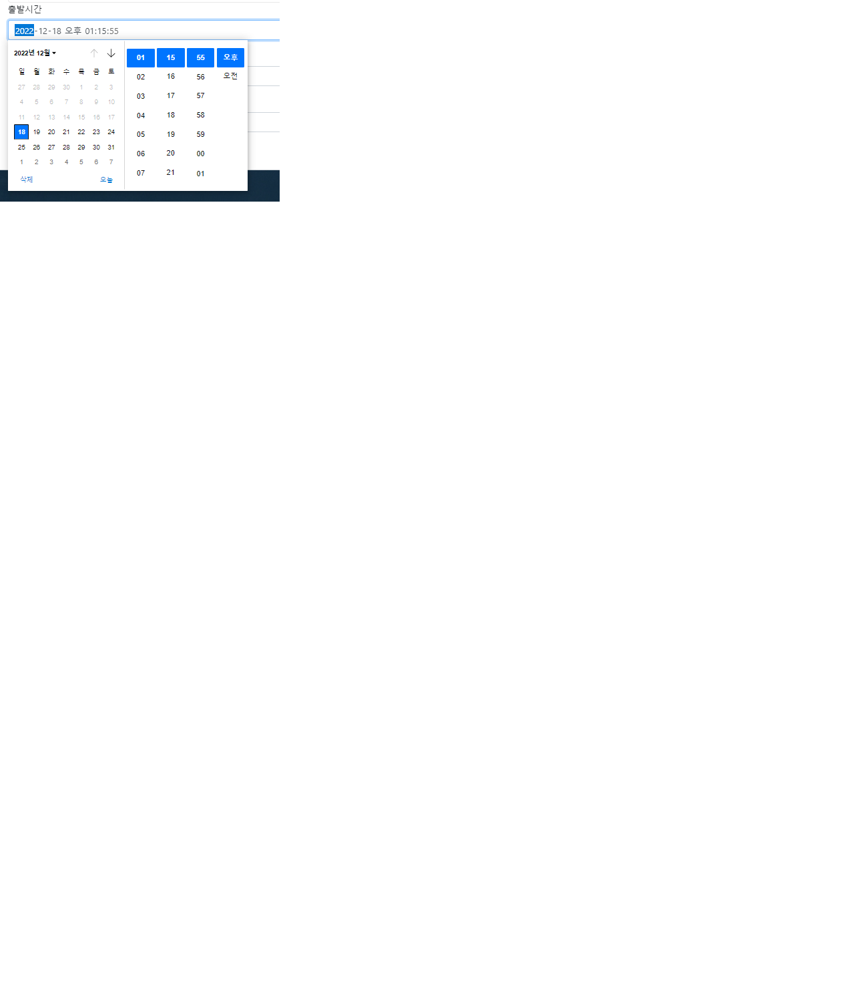 출발시간
2022-12-18 오후 01:15:55
2022년 12월
일 월 화 수 목 금 토
27 28 29 30 1 2 3
4 5 6 7 8 9 10
11 12 13 14 15 16 17
18 19 20 21 22 23 24
25 26 27 28 29 30 31
1 2 3 4 5 6 7
삭제 오늘
01 15 55 오후
02 16 56 오전
03 17 57
04 18 58
05 19 59
06 20 00
07 21 01